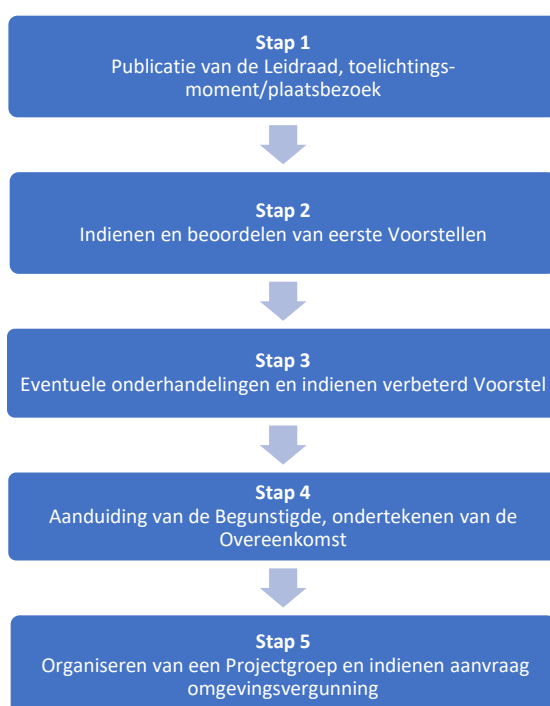 Stap 1
Publicatie van de Leidraad, toelichtings-
moment/plaatsbezoek
Stap 2
Indienen en beoordelen van eerste Voorstellen
Stap 3
Eventuele onderhandelingen en indienen verbeterd Voorstel
Stap 4
Aanduiding van de Begunstigde, ondertekenen van de
Overeenkomst
Stap 5
Organiseren van een Projectgroep en indienen aanvraag
omgevingsvergunning